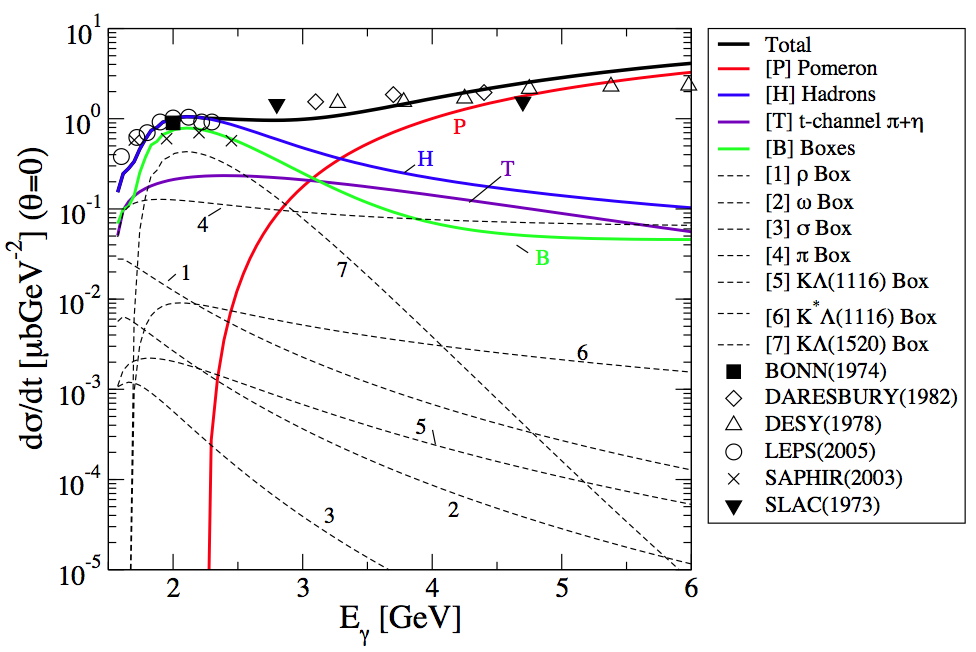 10^1
10^0
10^-1
10^-2
10^-3
10^-4
10^-5
dσ/dt [μbGeV^-2] (θ=0)
2 3 4 5 6
E_γ [GeV]
P
H
T
B
4
1
7
6
5
2
3
Total
[P] Pomeron
[H] Hadrons
[T] t-channel π+η
[B] Boxes
[1] ρ Box
[2] ω Box
[3] σ Box
[4] π Box
[5] KΛ(1116) Box
[6] K^*Λ(1116) Box
[7] KΛ(1520) Box
BONN(1974)
DARESBURY(1982)
DESY(1978)
LEPS(2005)
SAPHIR(2003)
SLAC(1973)